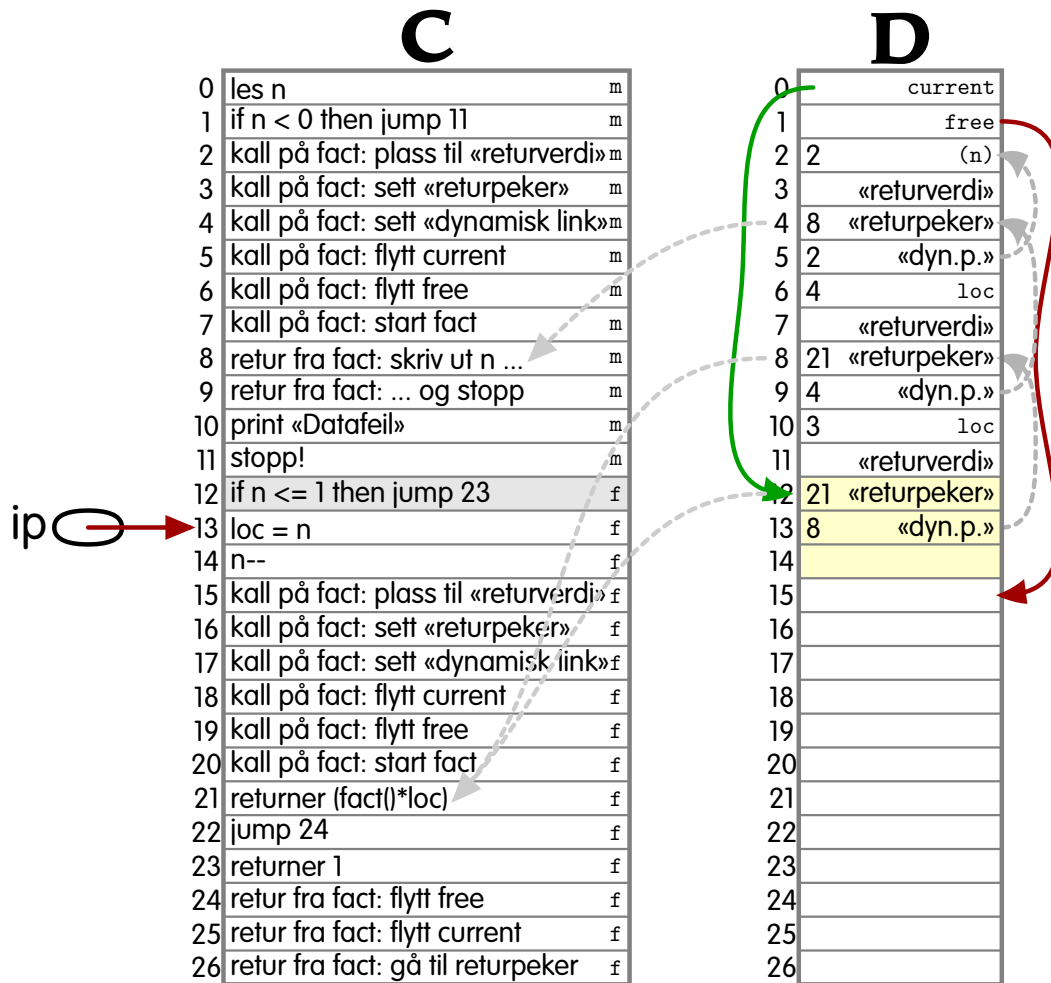 C
D
0 les n m
1 if n < 0 then jump 11 m
2 kall på fact: plass til «returverdi» m
3 kall på fact: sett «returpeker» m
4 kall på fact: sett «dynamisk link» m
5 kall på fact: flytt current m
6 kall på fact: flytt free m
7 kall på fact: start fact m
8 retur fra fact: skriv ut n ... m
9 retur fra fact: ... og stopp m
10 print «Datafeil» m
11 stopp! m
12 if n <= 1 then jump 23 f
ip
13 loc = n f
14 n-- f
15 kall på fact: plass til «returverdi» f
16 kall på fact: sett «returpeker» f
17 kall på fact: sett «dynamisk link» f
18 kall på fact: flytt current f
19 kall på fact: flytt free f
20 kall på fact: start fact f
21 returner (fact()*loc) f
22 jump 24 f
23 returner 1 f
24 retur fra fact: flytt free f
25 retur fra fact: flytt current f
26 retur fra fact: gå til returpeker f
0 current
1 free
2 2 (n)
3 «returverdi»
4 8 «returpeker»
5 2 «dyn.p.»
6 4 loc
7 «returverdi»
8 21 «returpeker»
9 4 «dyn.p.»
10 3 loc
11 «returverdi»
12 21 «returpeker»
13 8 «dyn.p.»
14
15
16
17
18
19
20
21
22
23
24
25
26